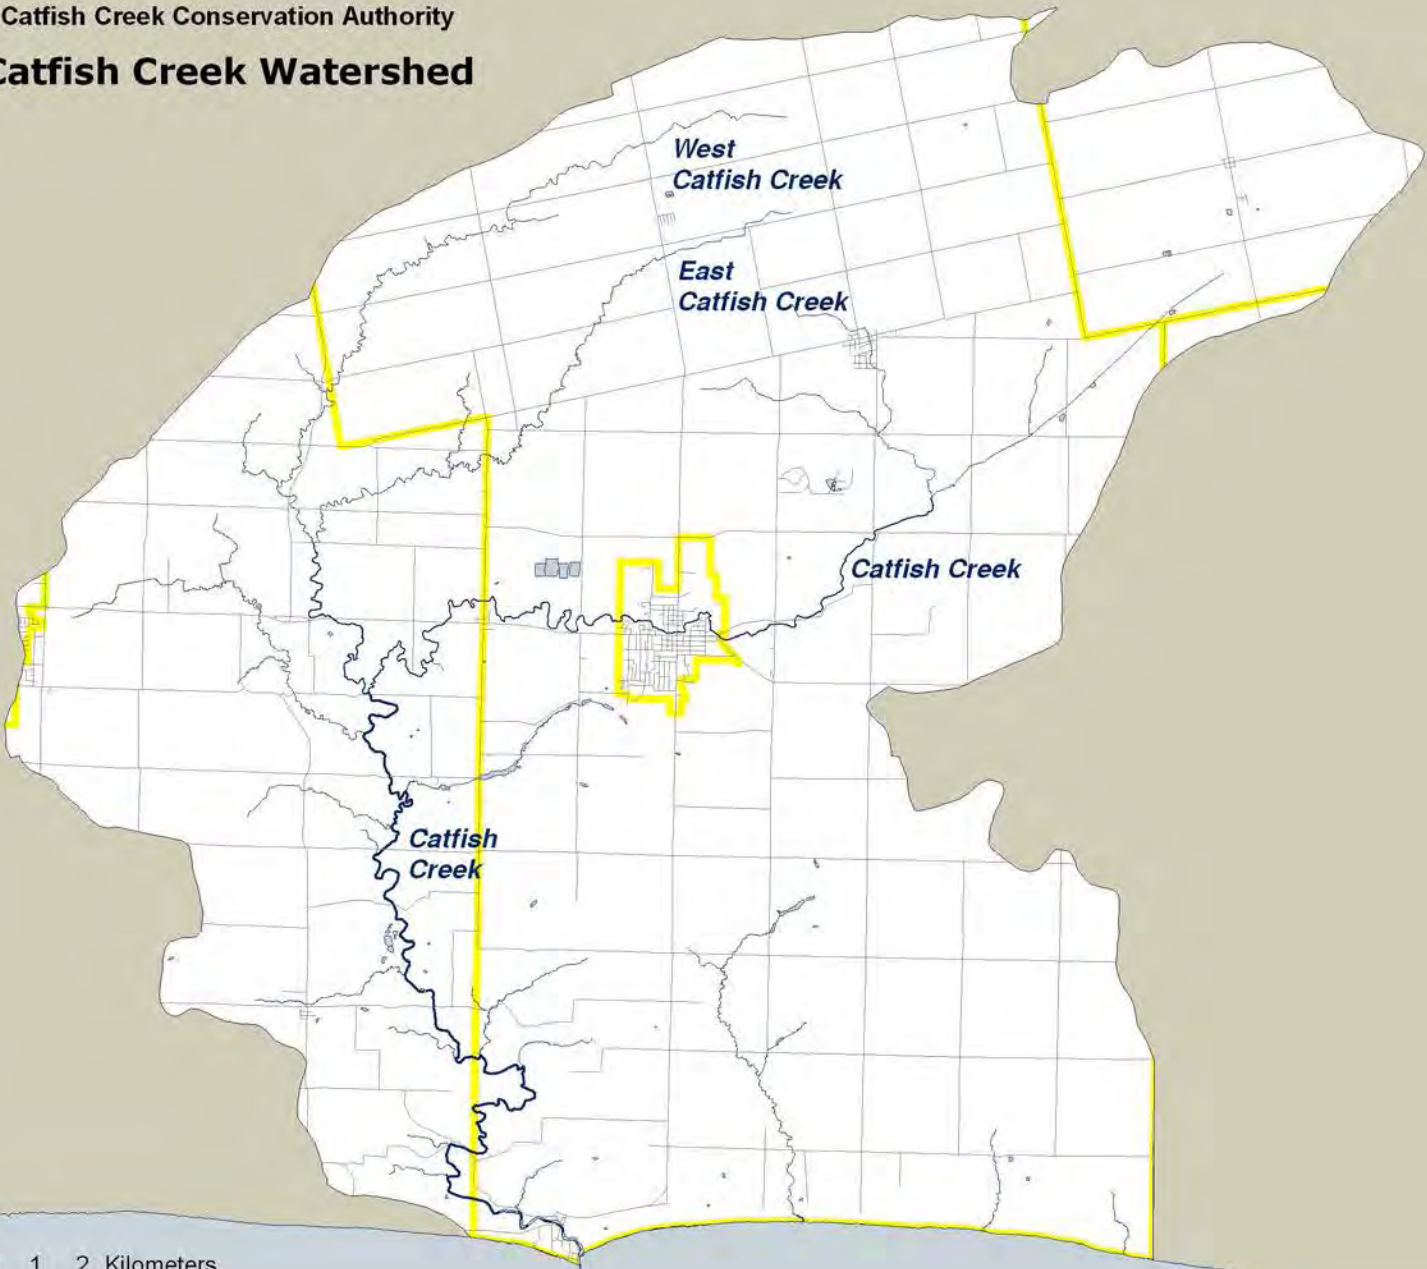 Catfish Creek Conservation Authority
Catfish Creek Watershed
West
Catfish Creek
East
Catfish Creek
Catfish Creek
Catfish
Creek
1 2 Kilometers